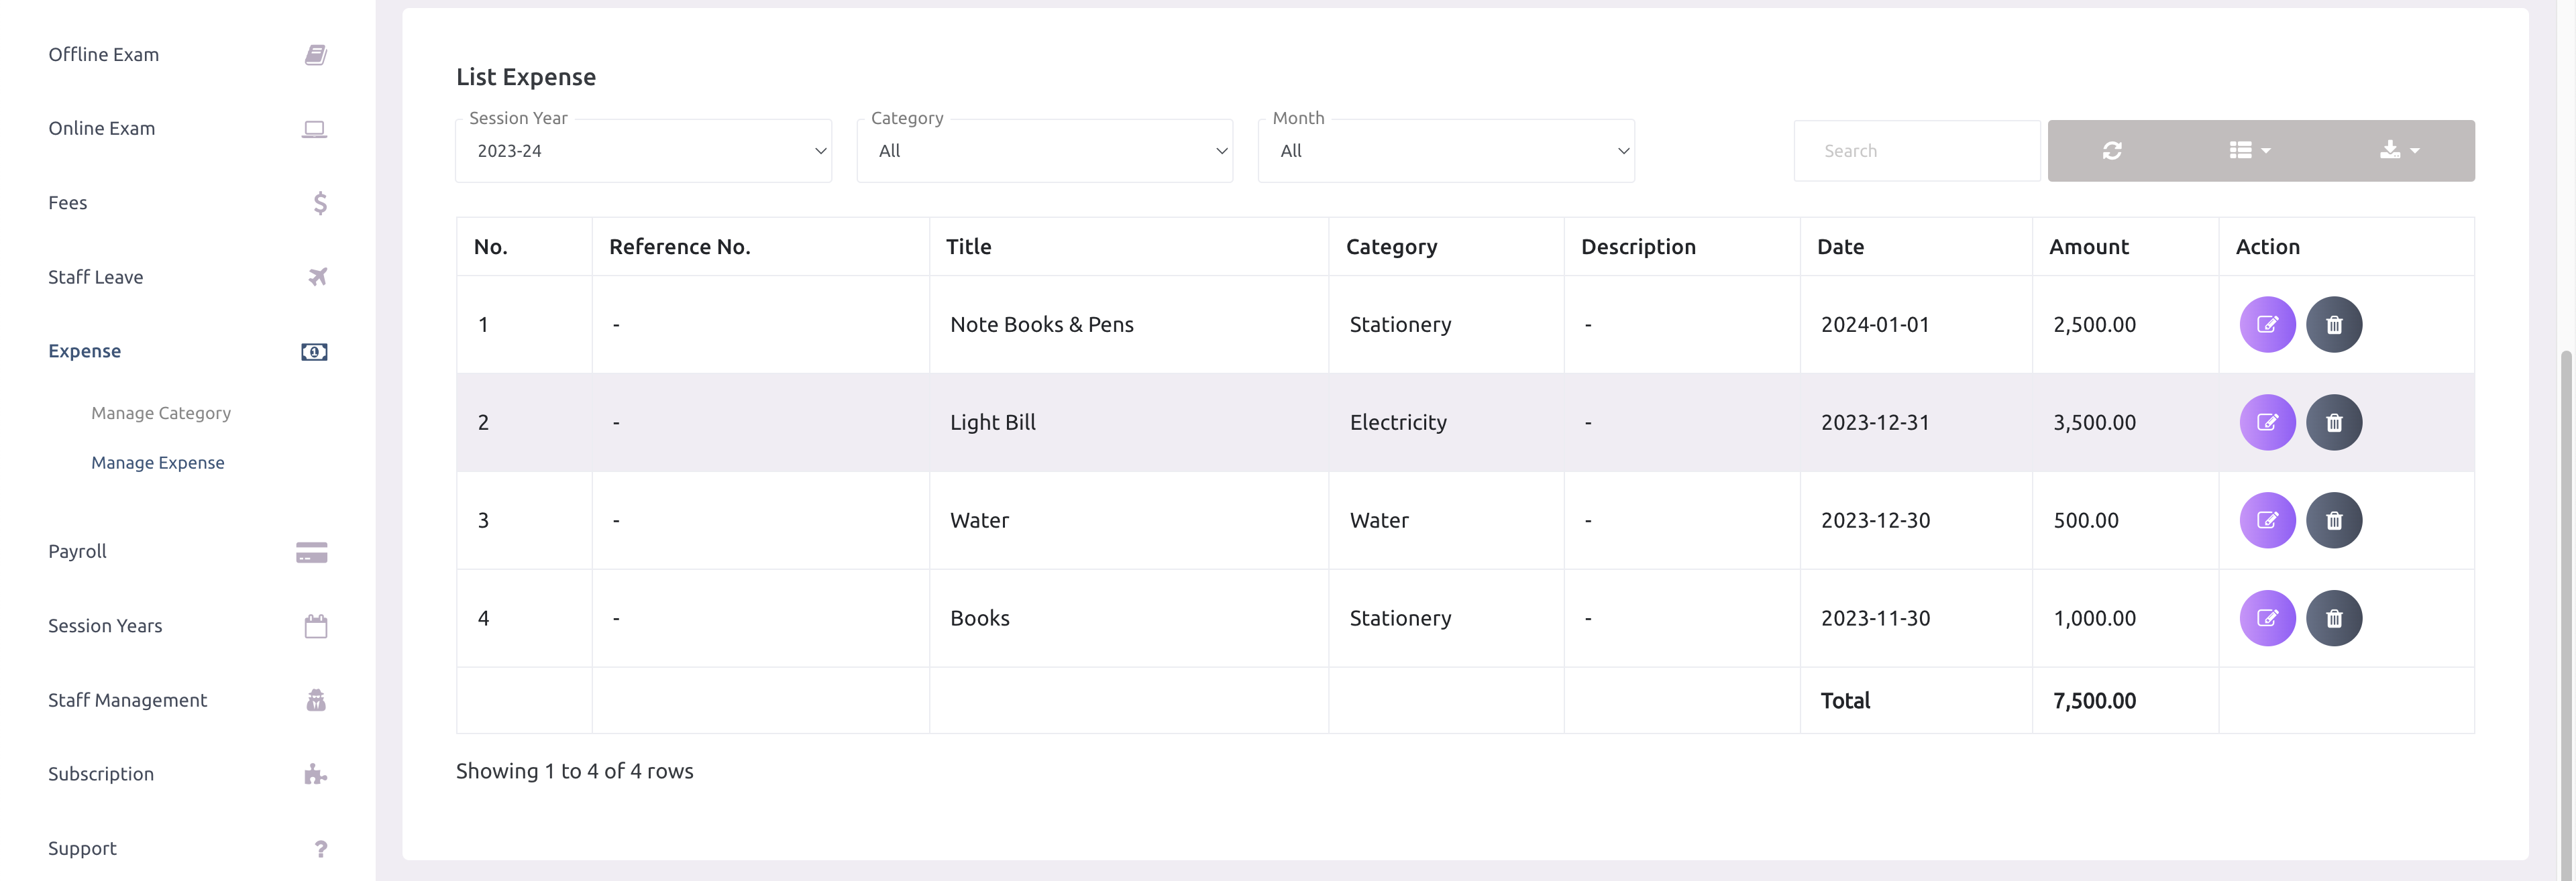 Offline Exam
Online Exam
Fees
Staff Leave
Expense
Manage Category
Manage Expense
Payroll
Session Years
Staff Management
Subscription
Support
List Expense
Session Year
2023-24
Category
All
Month
All
Search
No. Reference No. Title Category Description Date Amount Action
1 - Note Books & Pens Stationery - 2024-01-01 2,500.00
2 - Light Bill Electricity - 2023-12-31 3,500.00
3 - Water Water - 2023-12-30 500.00
4 - Books Stationery - 2023-11-30 1,000.00
Total 7,500.00
Showing 1 to 4 of 4 rows